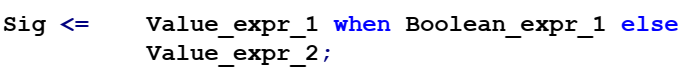 Sig <= Value_expr_1 when Boolean_expr_1 else
Value_expr_2;